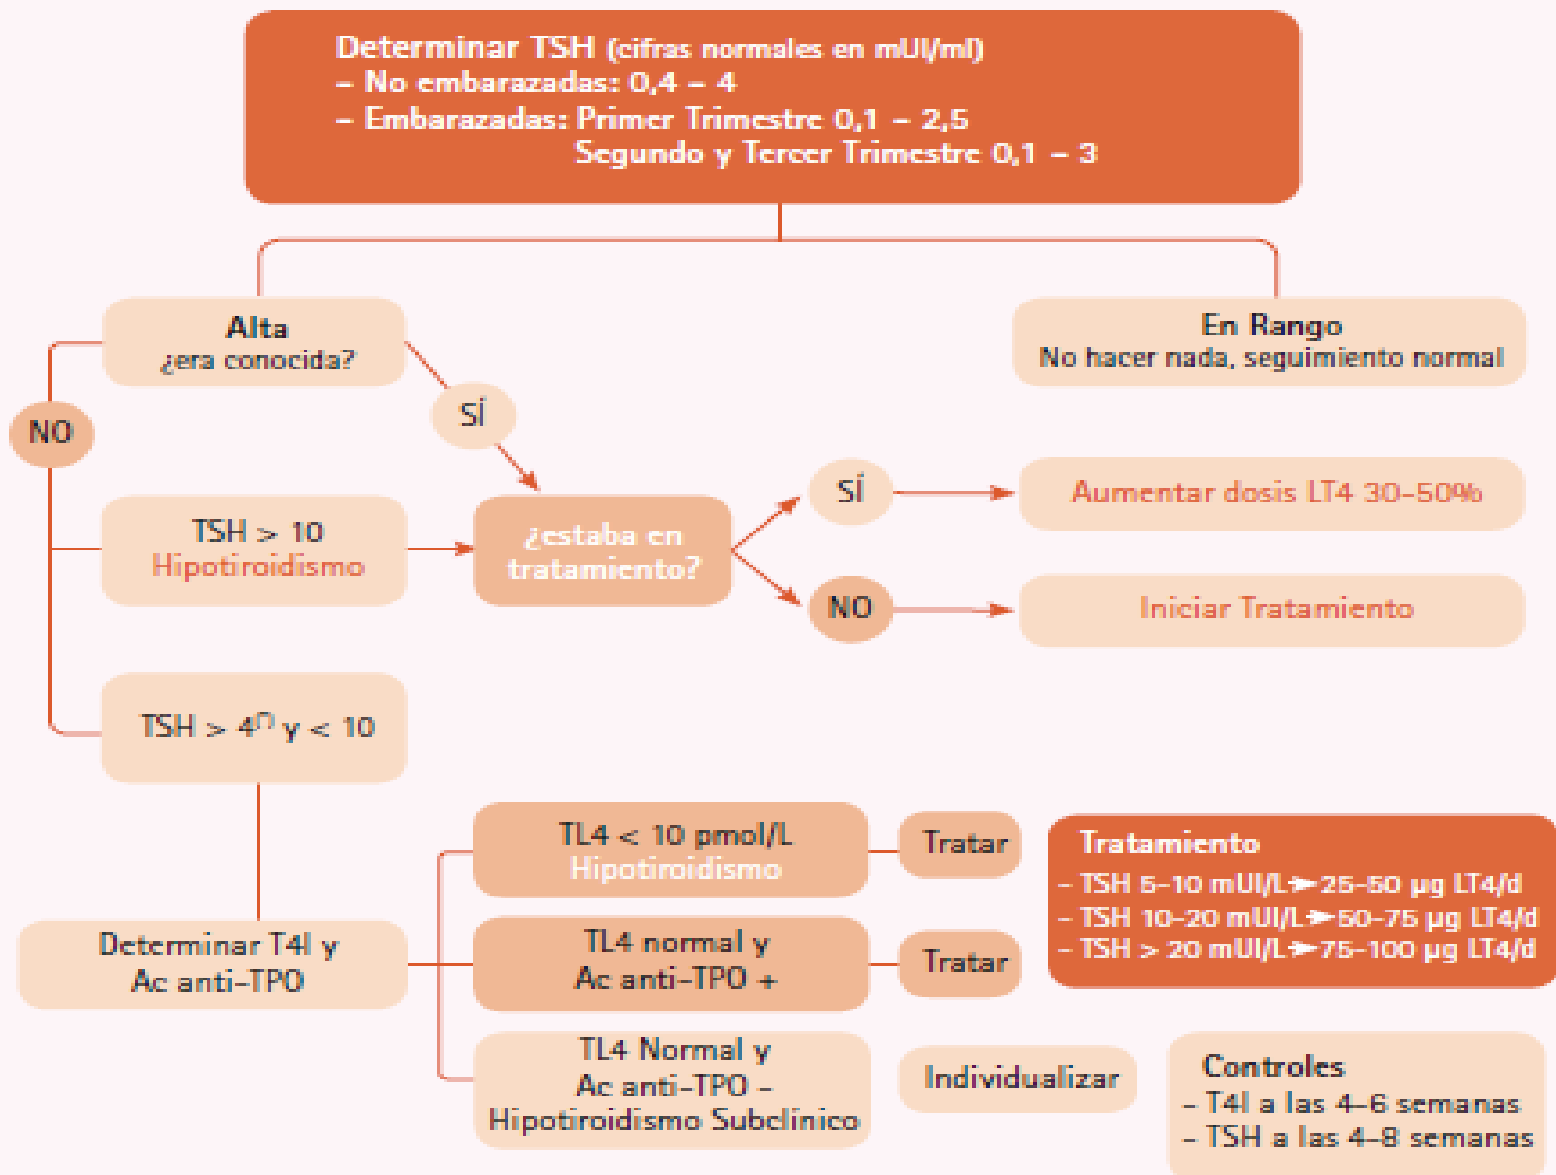 Determinar TSH (cifras normales en mUI/ml)
– No embarazadas: 0,4 – 4
– Embarazadas: Primer Trimestre 0,1 – 2,5
Segundo y Tercer Trimestre 0,1 – 3
Alta
¿era conocida?
En Rango
No hacer nada, seguimiento normal
SÍ
NO
SÍ
Aumentar dosis LT4 30-50%
TSH > 10
Hipotiroidismo
¿estaba en
tratamiento?
NO
Iniciar Tratamiento
TSH > 4 y < 10
TL4 < 10 pmol/L
Hipotiroidismo
Tratar
Tratamiento
– TSH 5-10 mUI/L➤25-50 µg LT4/d
– TSH 10-20 mUI/L➤50-75 µg LT4/d
– TSH > 20 mUI/L➤75-100 µg LT4/d
Determinar T4l y
Ac anti-TPO
TL4 normal y
Ac anti-TPO +
Tratar
TL4 Normal y
Ac anti-TPO –
Hipotiroidismo Subclínico
Individualizar
Controles
– T4l a las 4-6 semanas
– TSH a las 4-8 semanas